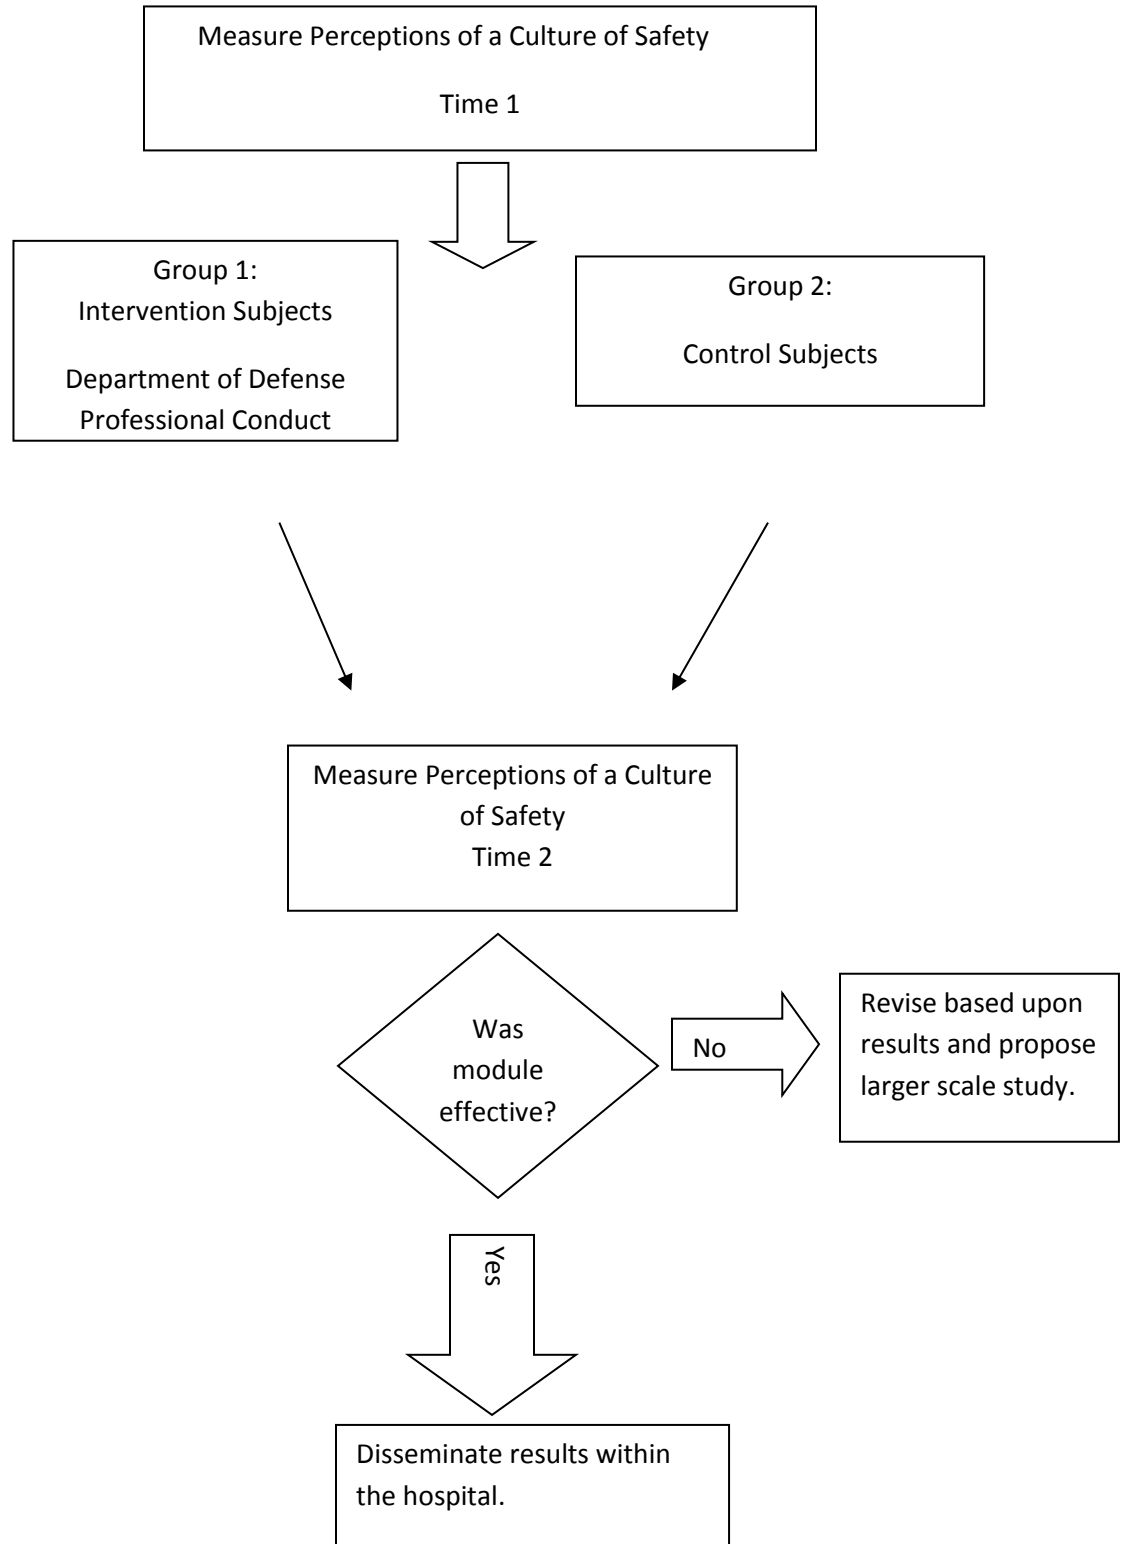 Measure Perceptions of a Culture of Safety
Time 1
Group 1:
Intervention Subjects
Department of Defense
Professional Conduct
Group 2:
Control Subjects
Measure Perceptions of a Culture
of Safety
Time 2
Was
module
effective?
No
Revise based upon
results and propose
larger scale study.
Yes
Disseminate results within
the hospital.